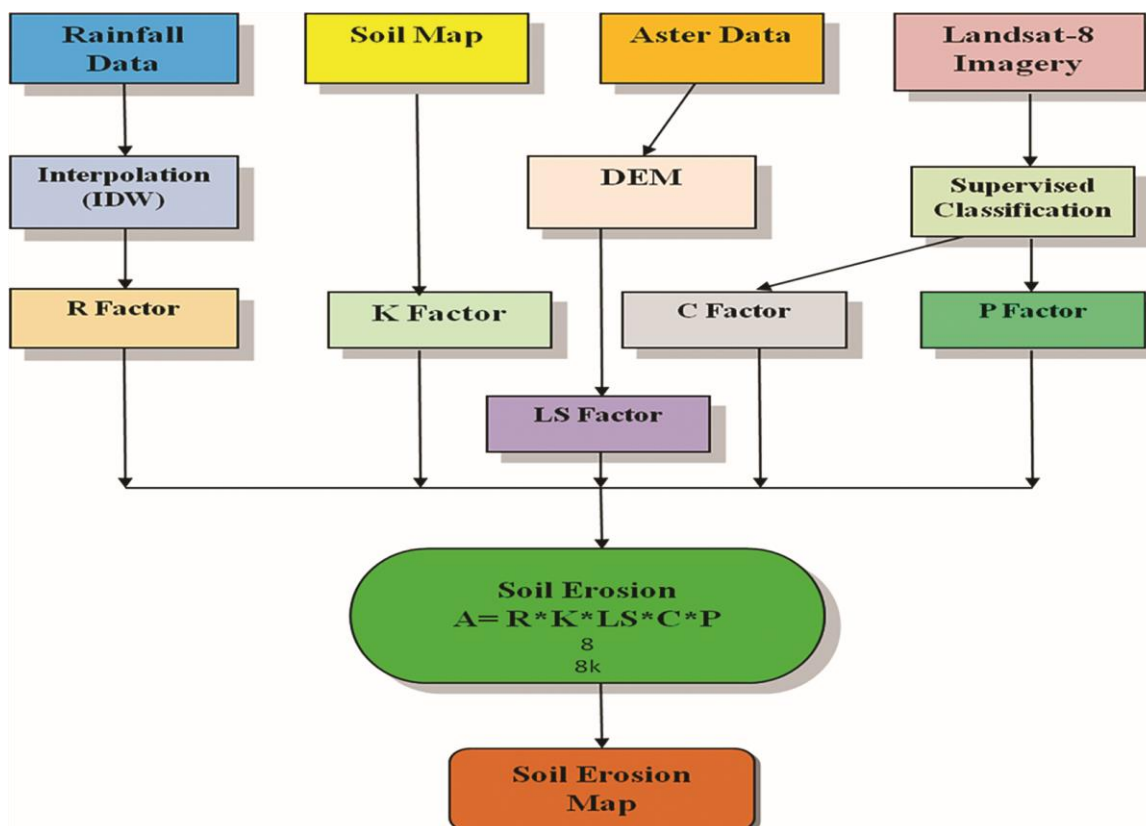 Rainfall
Data
Soil Map
Aster Data
Landsat-8
Imagery
Interpolation
(IDW)
DEM
Supervised
Classification
R Factor
K Factor
C Factor
P Factor
LS Factor
Soil Erosion
A= R*K*LS*C*P
8
8k
Soil Erosion
Map